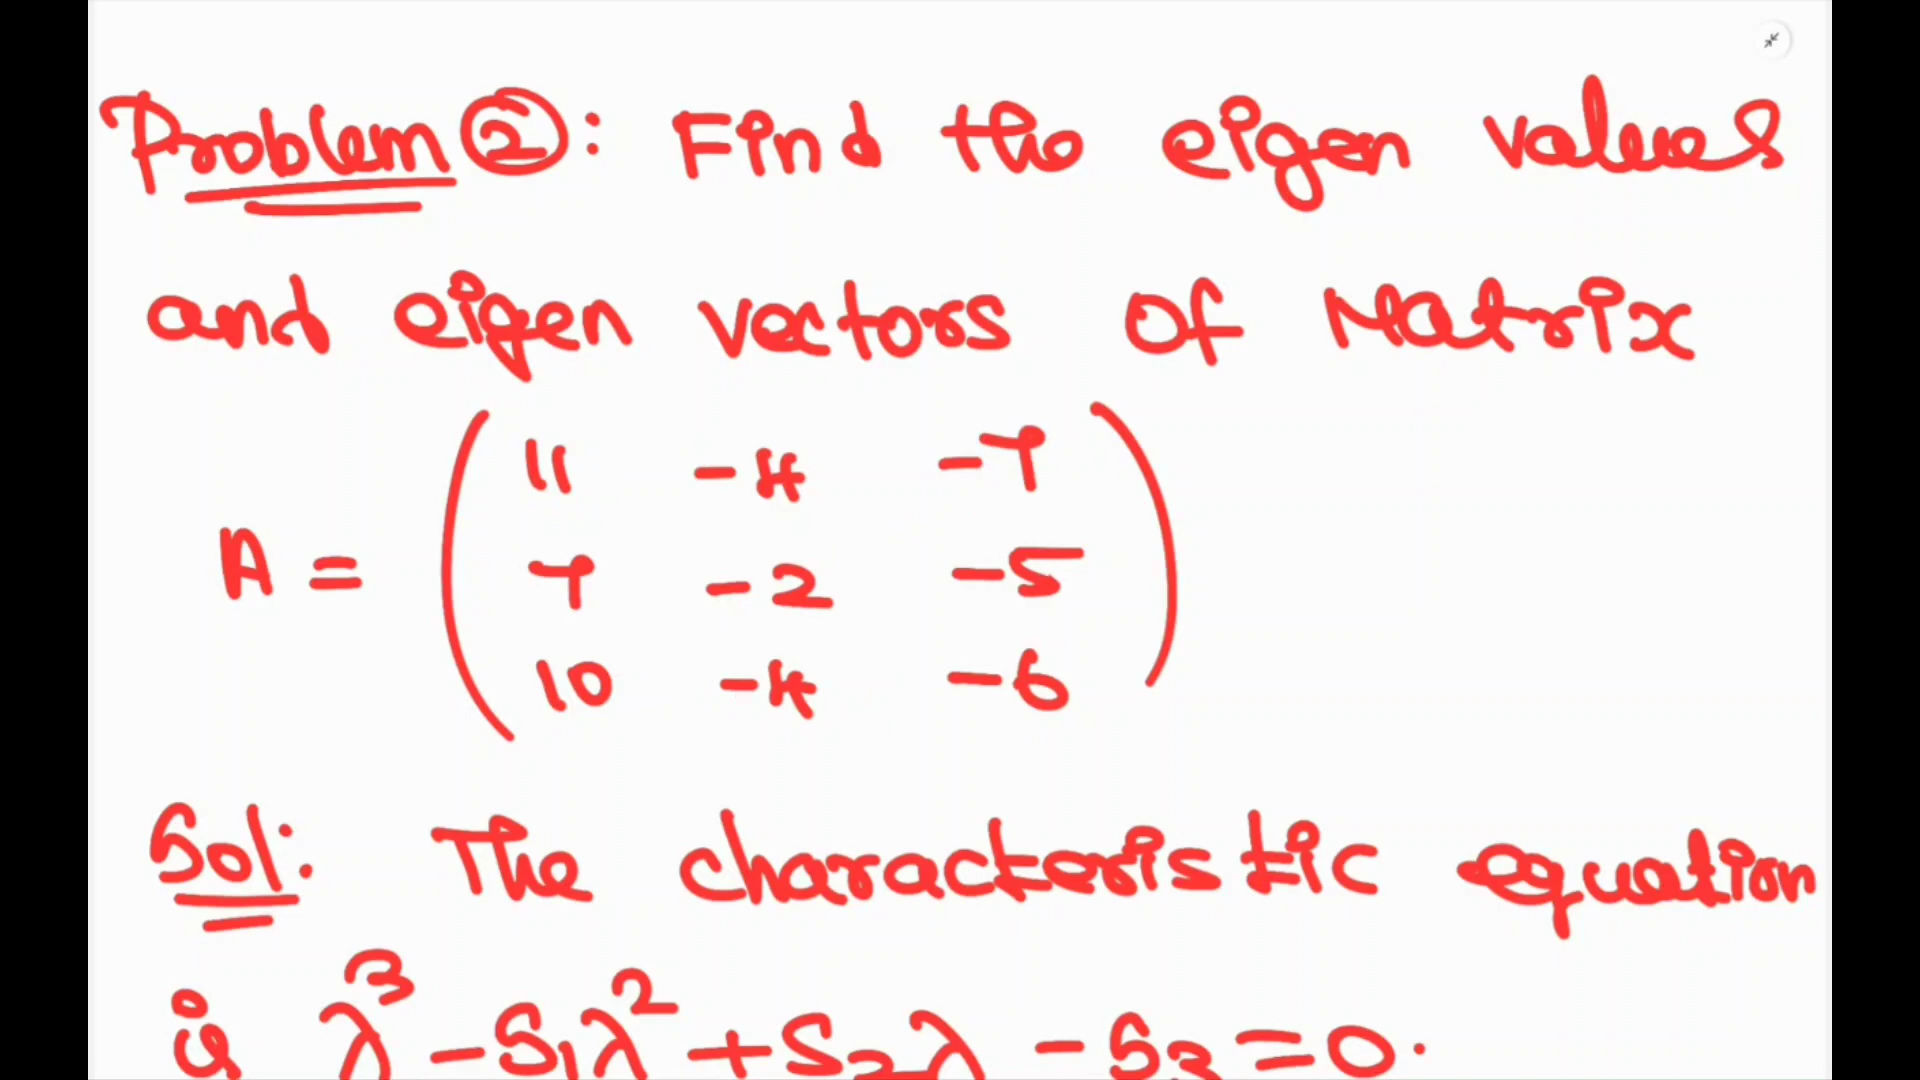 Problem ②: Find the eigen values
and eigen vectors of Matrix
A = ( 11 -4 -7
7 -2 -5
10 -4 -6 )
Sol: The characteristic equation
is λ³ - S₁λ² + S₂λ - S₃ = 0.